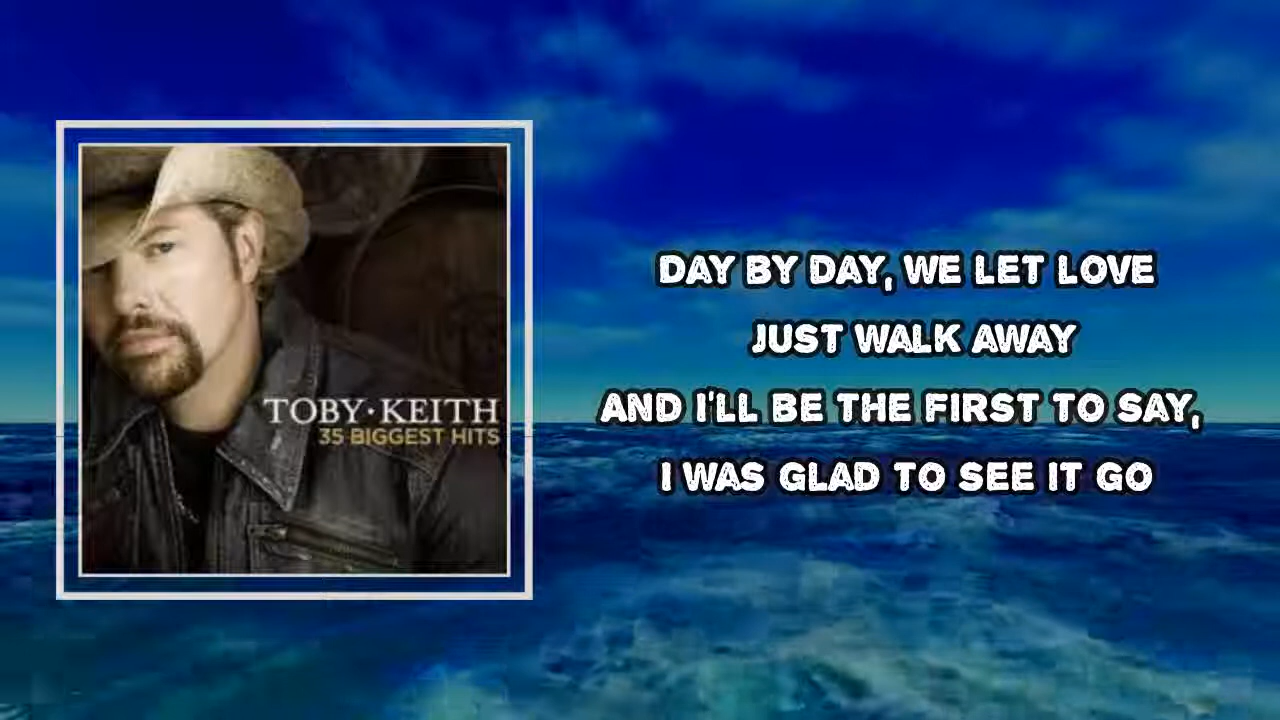 TOBY·KEITH
35 BIGGEST HITS
DAY BY DAY, WE LET LOVE
JUST WALK AWAY
AND I'LL BE THE FIRST TO SAY,
I WAS GLAD TO SEE IT GO